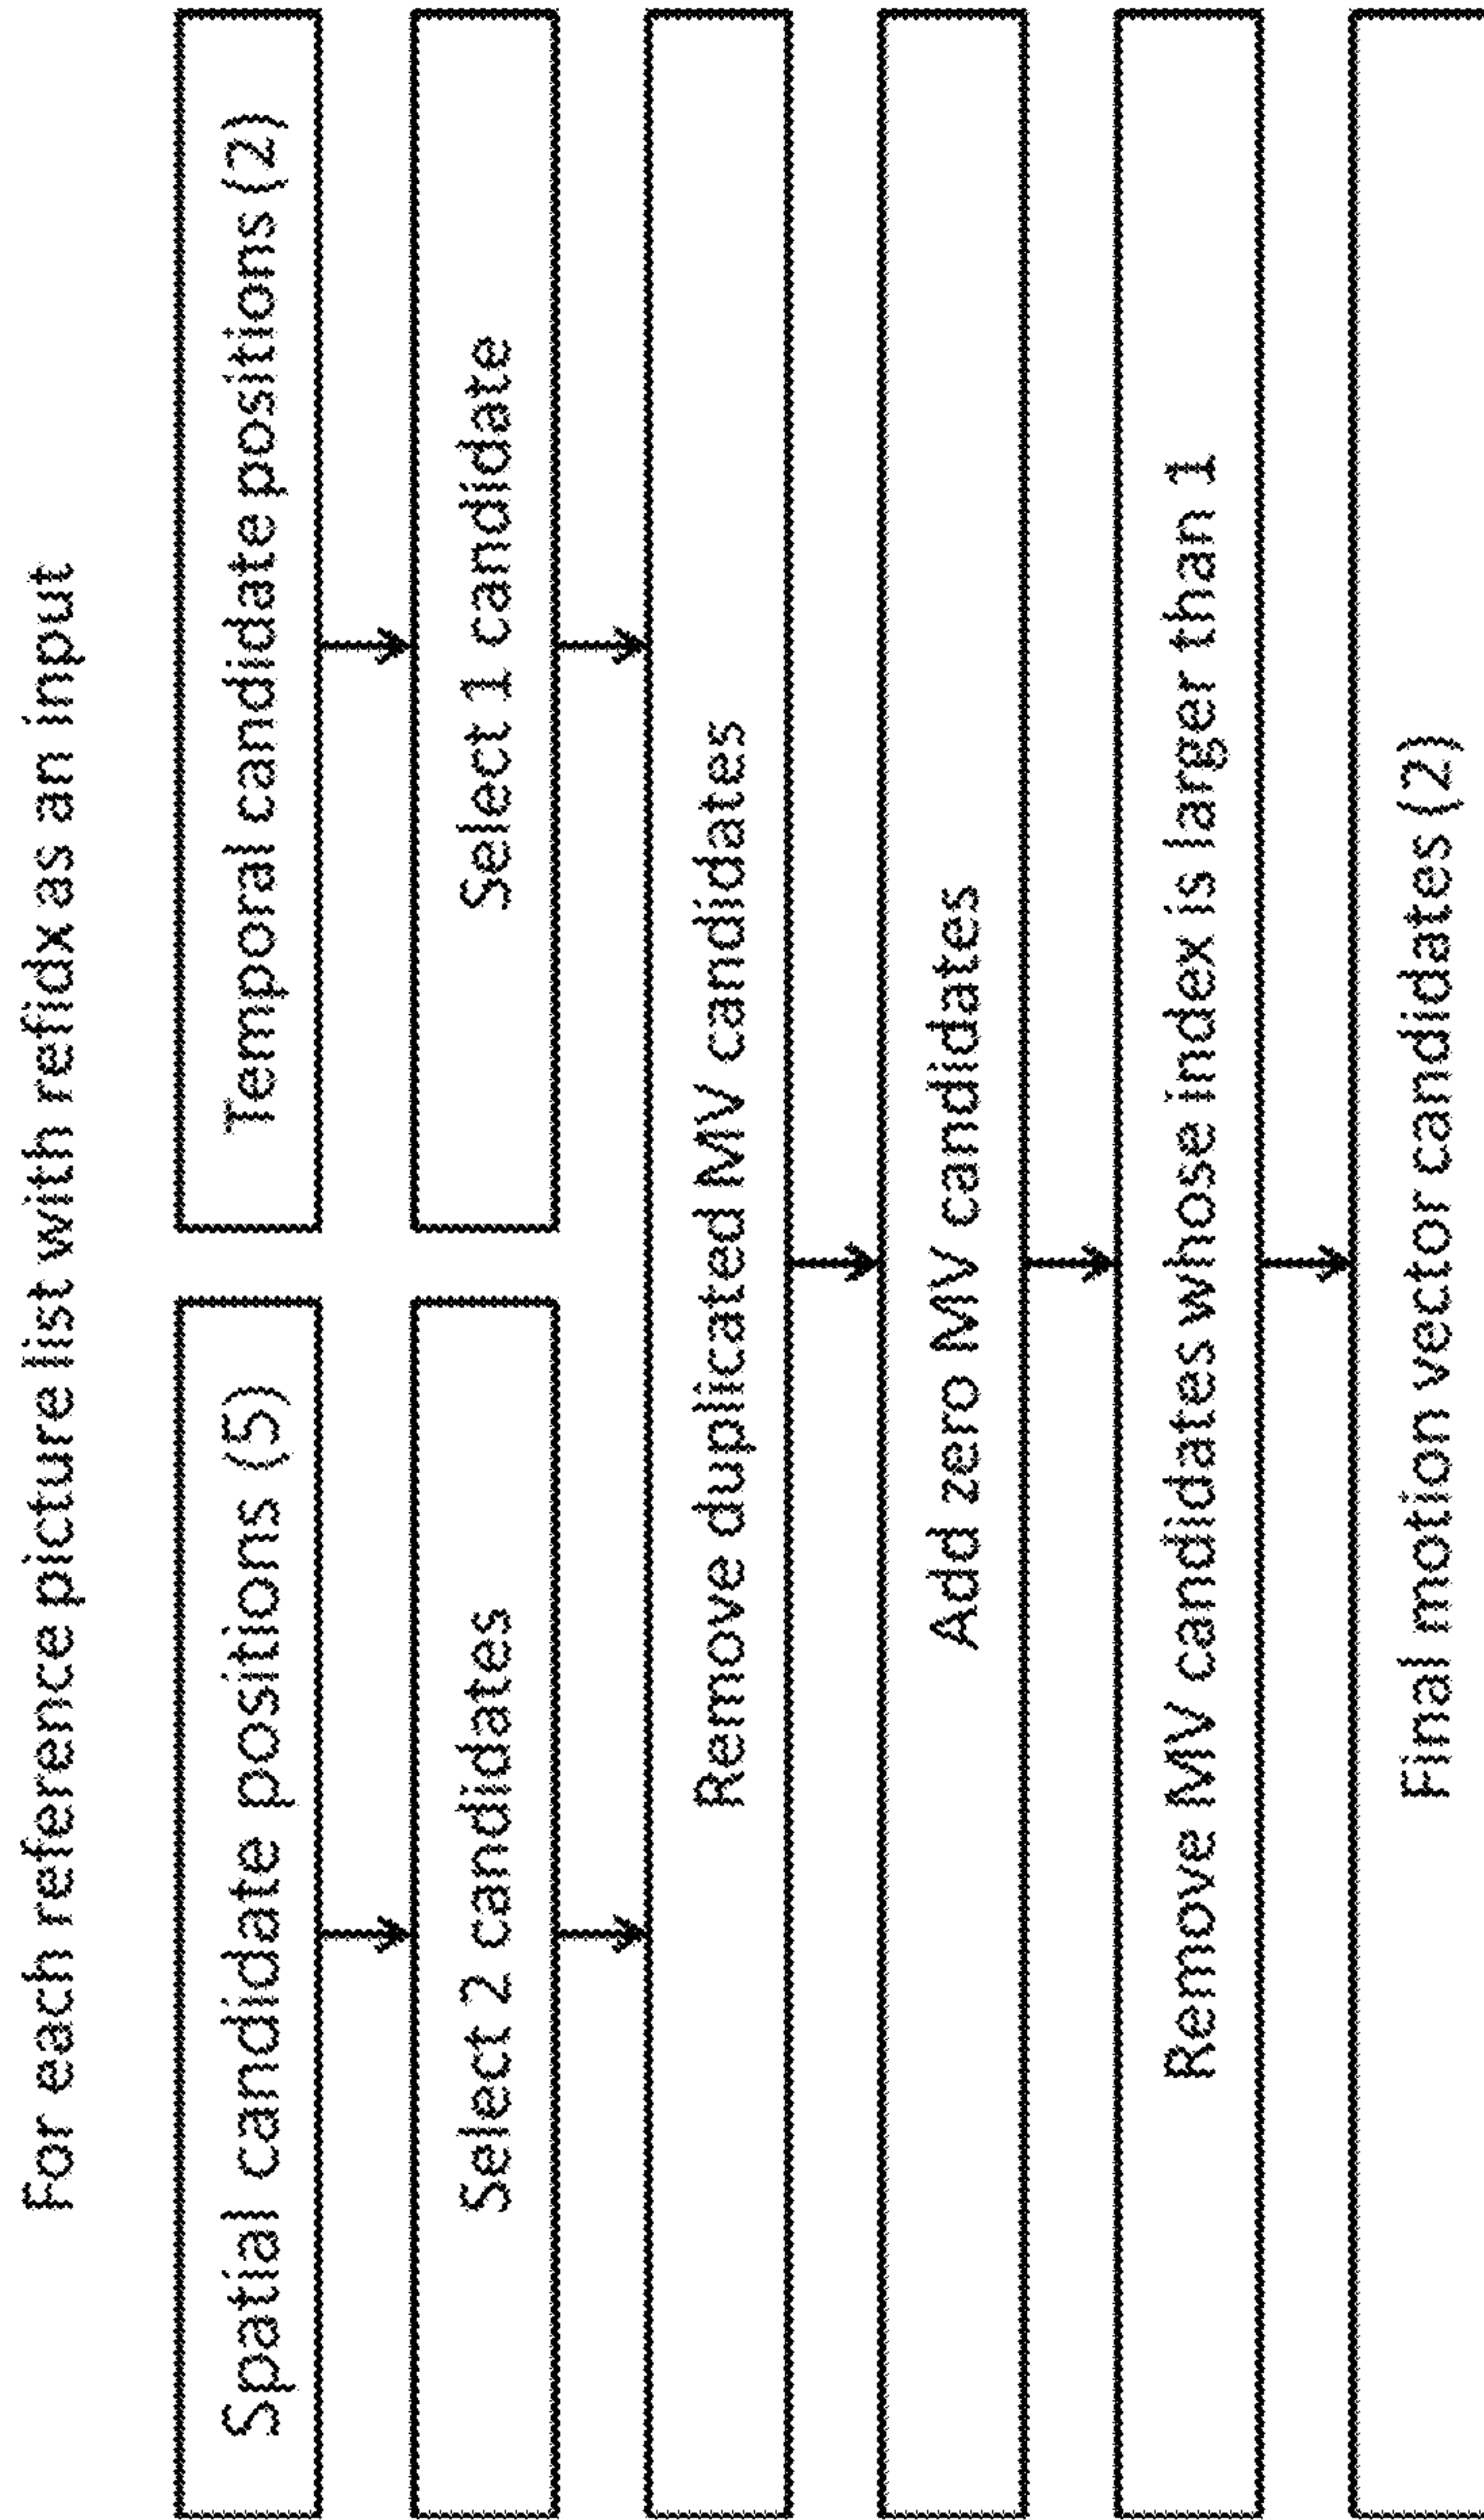 For each reference picture list with refidx as an input
Spatial candidate positions (5)
Temporal candidate positions (2)
Select 2 candidates
Select 1 candidate
Remove duplicated MV candidates
Add zero MV candidates
Remove MV candidates whose index is larger than 1
Final motion vector candidates (2)